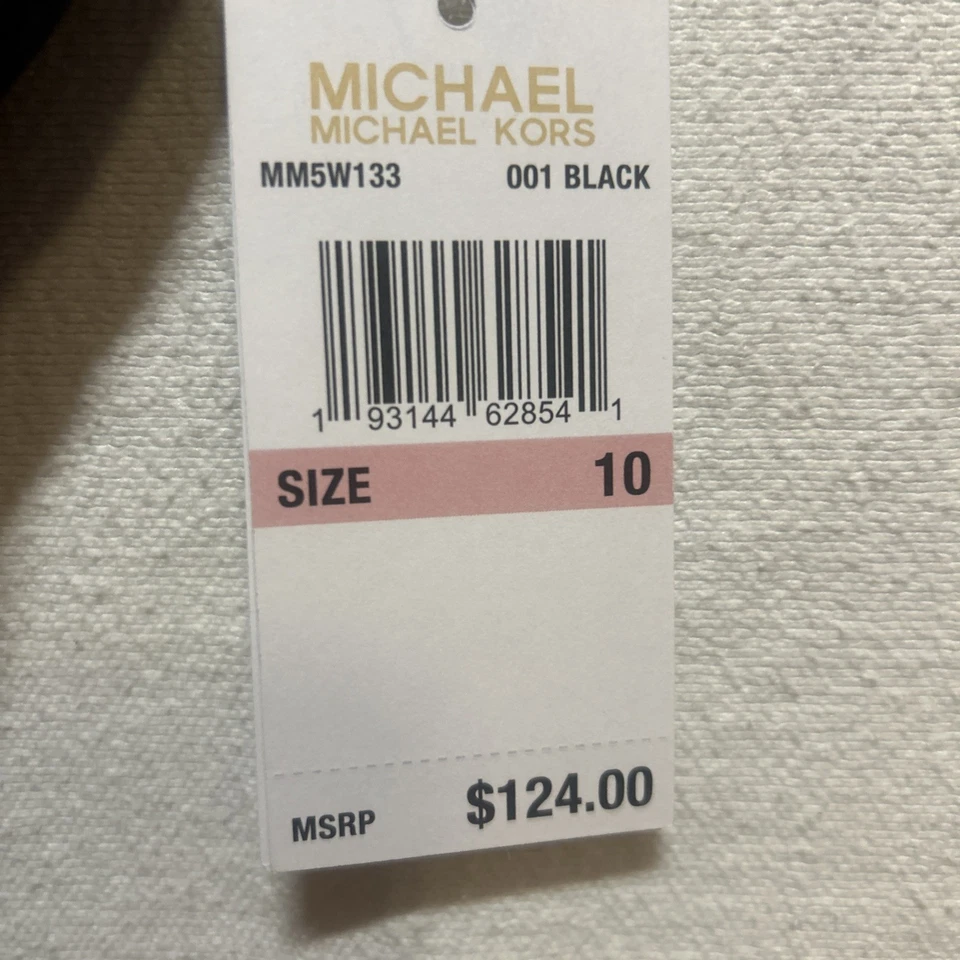 MICHAEL
MICHAEL KORS
MM5W133 001 BLACK
1 93144 62854 1
SIZE 10
MSRP $124.00